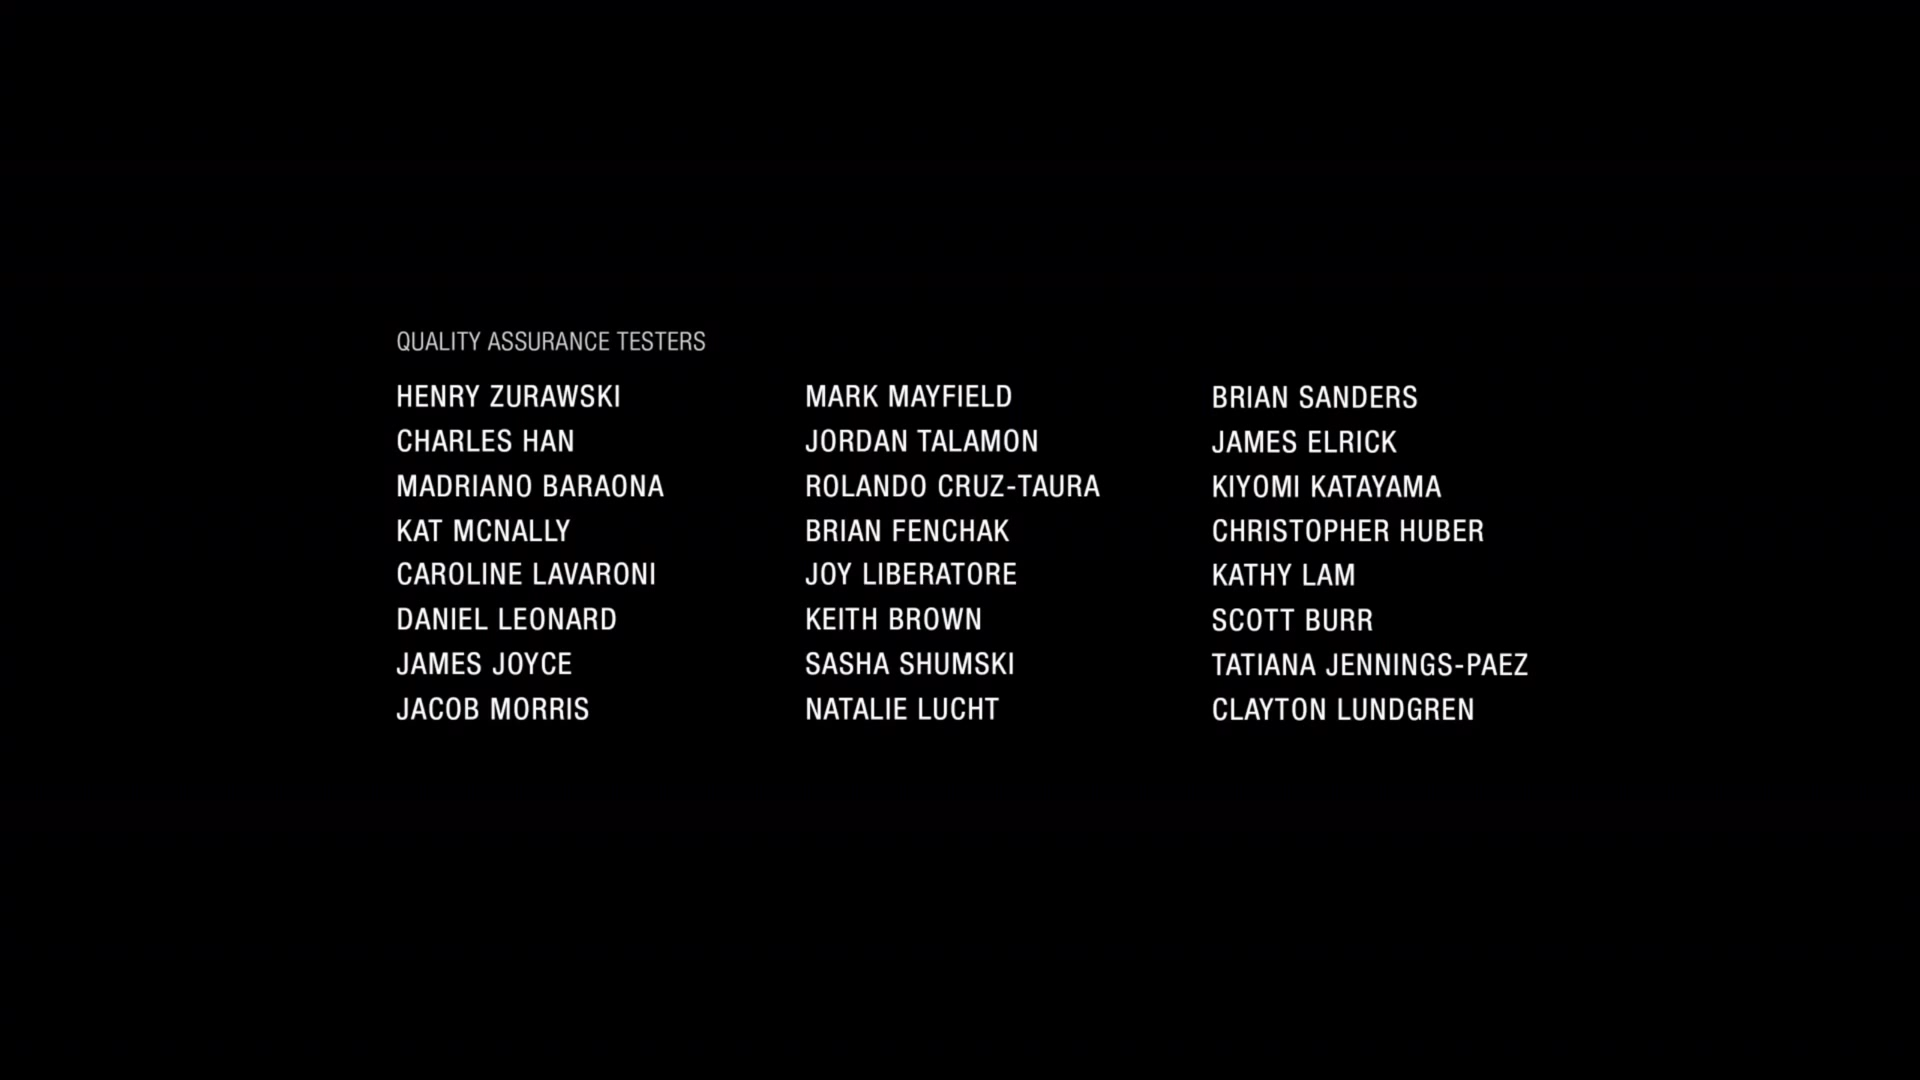 QUALITY ASSURANCE TESTERS
HENRY ZURAWSKI
CHARLES HAN
MADRIANO BARAONA
KAT MCNALLY
CAROLINE LAVARONI
DANIEL LEONARD
JAMES JOYCE
JACOB MORRIS
MARK MAYFIELD
JORDAN TALAMON
ROLANDO CRUZ-TAURA
BRIAN FENCHAK
JOY LIBERATORE
KEITH BROWN
SASHA SHUMSKI
NATALIE LUCHT
BRIAN SANDERS
JAMES ELRICK
KIYOMI KATAYAMA
CHRISTOPHER HUBER
KATHY LAM
SCOTT BURR
TATIANA JENNINGS-PAEZ
CLAYTON LUNDGREN